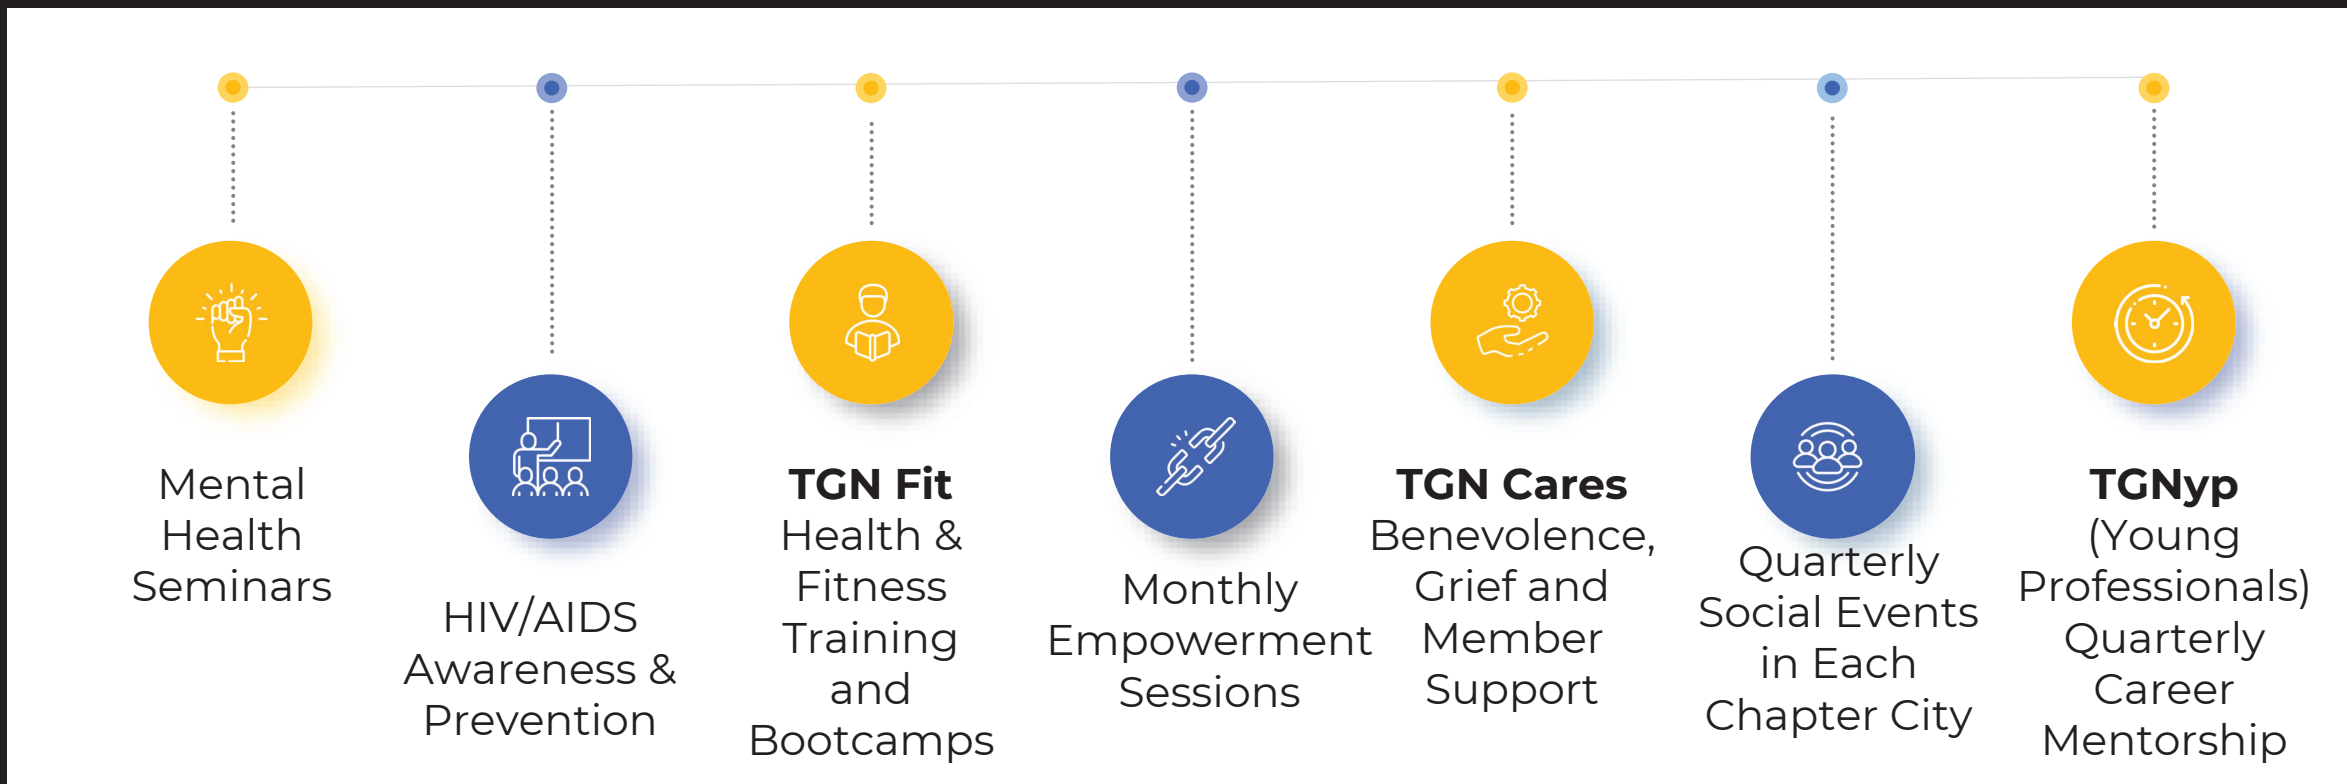 Mental
Health
Seminars
HIV/AIDS
Awareness &
Prevention
TGN Fit
Health &
Fitness
Training
and
Bootcamps
Monthly
Empowerment
Sessions
TGN Cares
Benevolence,
Grief and
Member
Support
Quarterly
Social Events
in Each
Chapter City
TGNyp
(Young
Professionals)
Quarterly
Career
Mentorship